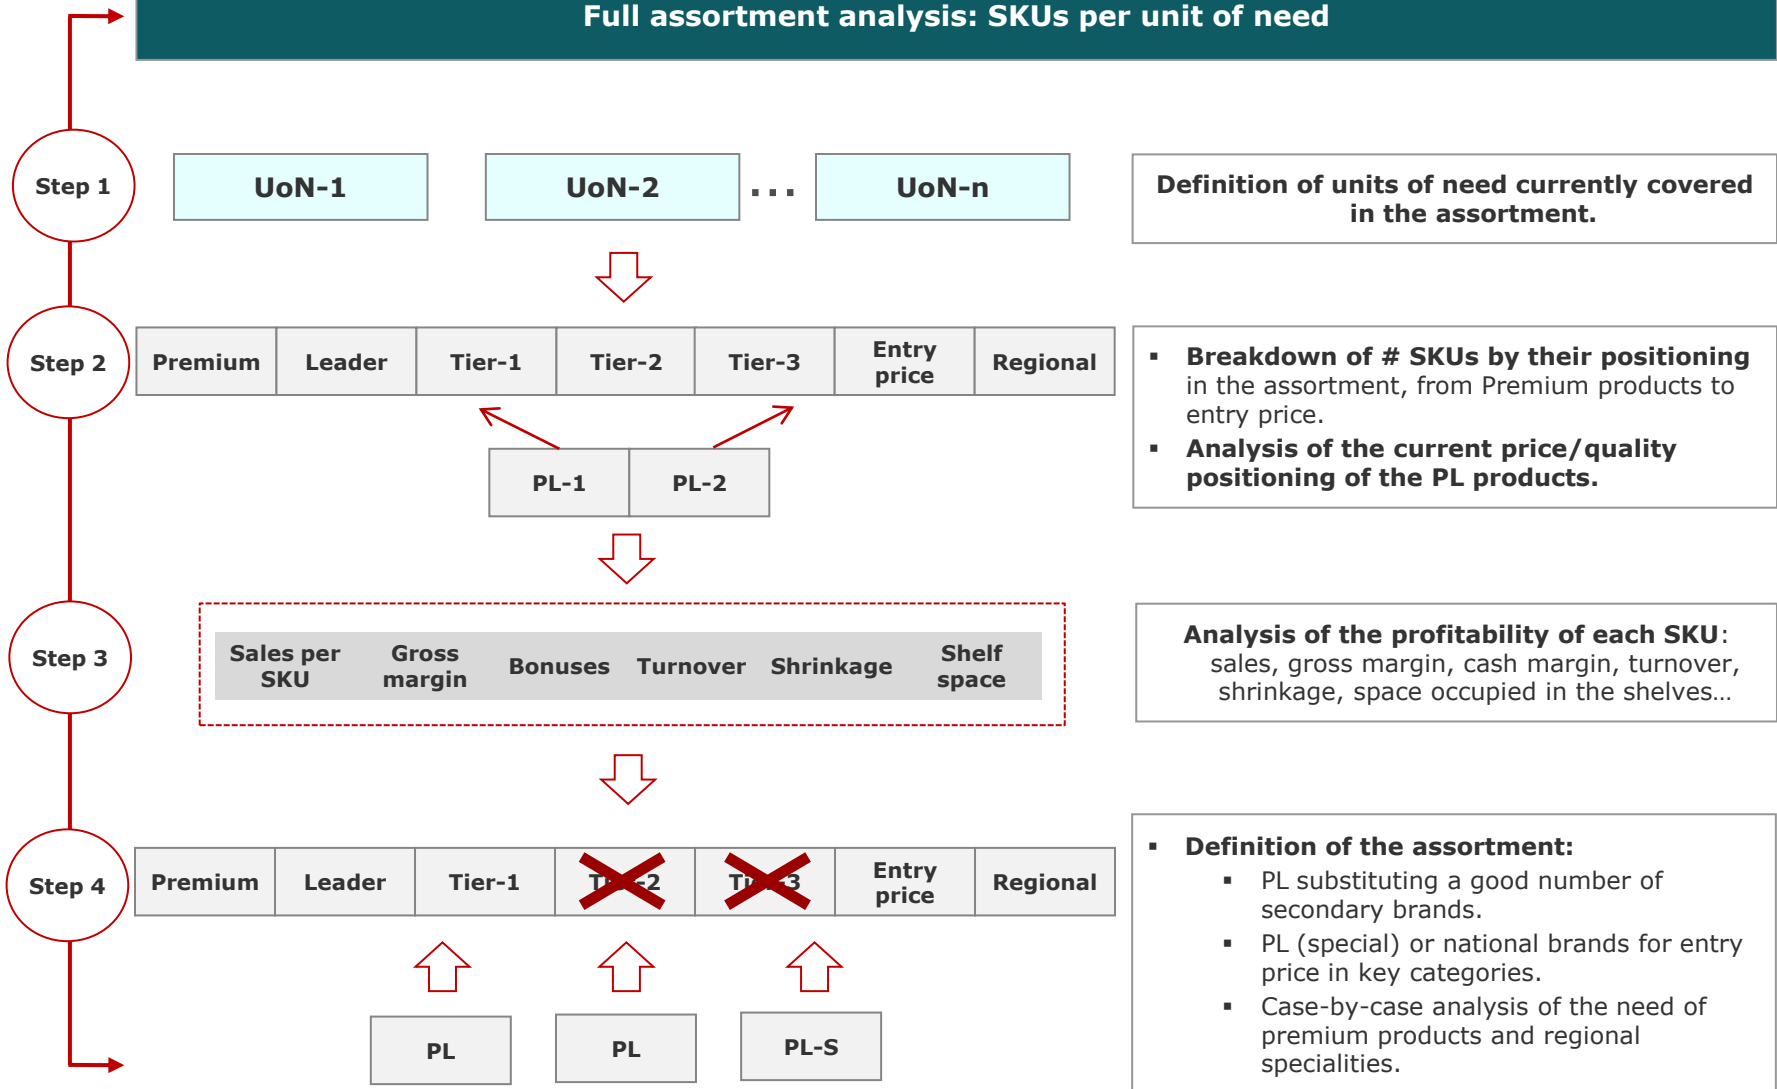 Full assortment analysis: SKUs per unit of need
Step 1
UoN-1
UoN-2
...
UoN-n
Definition of units of need currently covered
in the assortment.
Step 2
Premium
Leader
Tier-1
Tier-2
Tier-3
Entry
price
Regional
PL-1
PL-2
▪ Breakdown of # SKUs by their positioning
in the assortment, from Premium products to
entry price.
▪ Analysis of the current price/quality
positioning of the PL products.
Step 3
Sales per
SKU
Gross
margin
Bonuses
Turnover
Shrinkage
Shelf
space
Analysis of the profitability of each SKU:
sales, gross margin, cash margin, turnover,
shrinkage, space occupied in the shelves…
Step 4
Premium
Leader
Tier-1
Tier-2
Tier-3
Entry
price
Regional
PL
PL
PL-S
▪ Definition of the assortment:
▪ PL substituting a good number of
secondary brands.
▪ PL (special) or national brands for entry
price in key categories.
▪ Case-by-case analysis of the need of
premium products and regional
specialities.